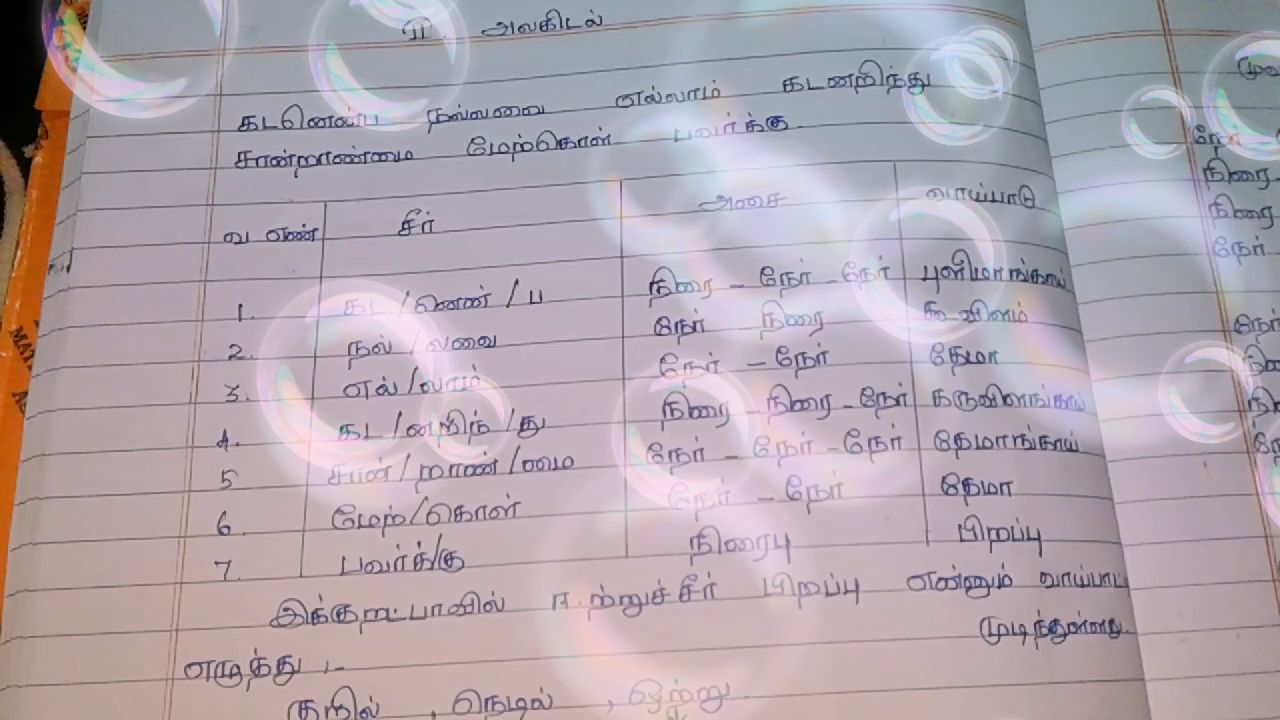 II. அலகிடல்
கடனென்ப நல்லவை எல்லாம் கடனறிந்து
சான்றாண்மை மேற்கொள் பவர்க்கு
வ எண் சீர் அசை வாய்பாடு
1. கட / னென் / ப நிரை - நேர் - நேர் புளிமாங்காய்
2. நல் / லவை நேர் நிரை கூவிளம்
3. எல் / லாம் நேர் - நேர் தேமா
4. கட / னறிந் / து நிரை - நிரை - நேர் கருவிளங்காய்
5 சான் / றாண் / மை நேர் - நேர் - நேர் தேமாங்காய்
6 மேற் / கொள் நேர் - நேர் தேமா
7. பவர்க் / கு நிரைபு பிறப்பு
இக்குறட்பாவில் ஈற்றுச்சீர் பிறப்பு என்னும் வாய்பாட
முடிந்துள்ளது.
எழுத்து :-
குறில் , நெடில் , ஒற்று.
நேர்
நிரை
நிரை
நேர்